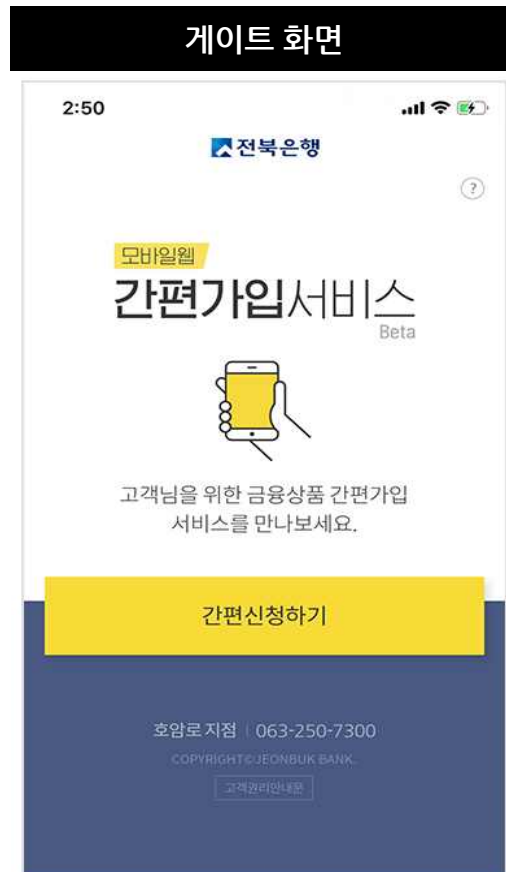 게이트 화면
2:50
전북은행
?
모바일웹
간편가입서비스
Beta
고객님을 위한 금융상품 간편가입
서비스를 만나보세요.
간편신청하기
호암로 지점 | 063-250-7300
COPYRIGHT©JEONBUK BANK.
고객권리안내문